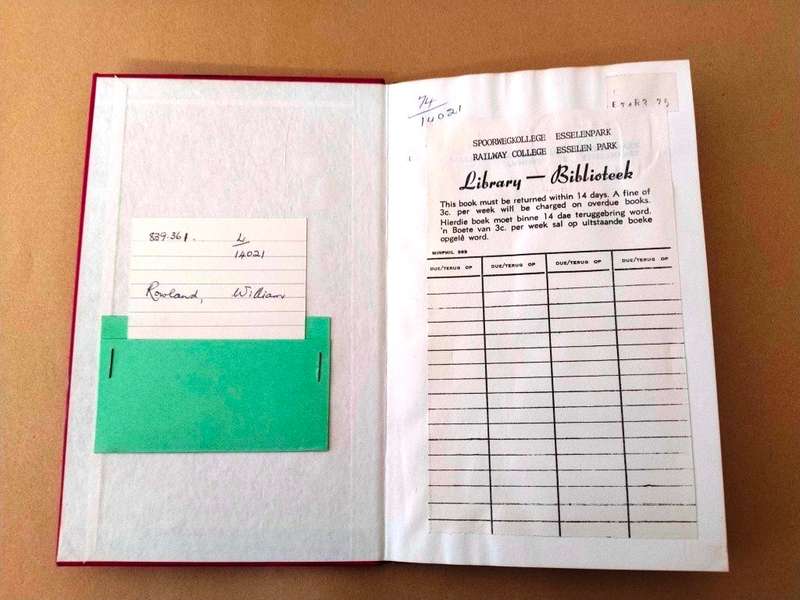 839.361.
4
14021
Rowland, William
74
14021
SPOORWEGKOLLEGE ESSELENPARK
RAILWAY COLLEGE ESSELEN PARK
Library — Biblioteek
This book must be returned within 14 days. A fine of
3c. per week will be charged on overdue books.
Hierdie boek moet binne 14 dae teruggebring word.
'n Boete van 3c. per week sal op uitstaande boeke
opgelê word.
MINPHIL 989
DUE/TERUG OP DUE/TERUG OP DUE/TERUG OP DUE/TERUG OP